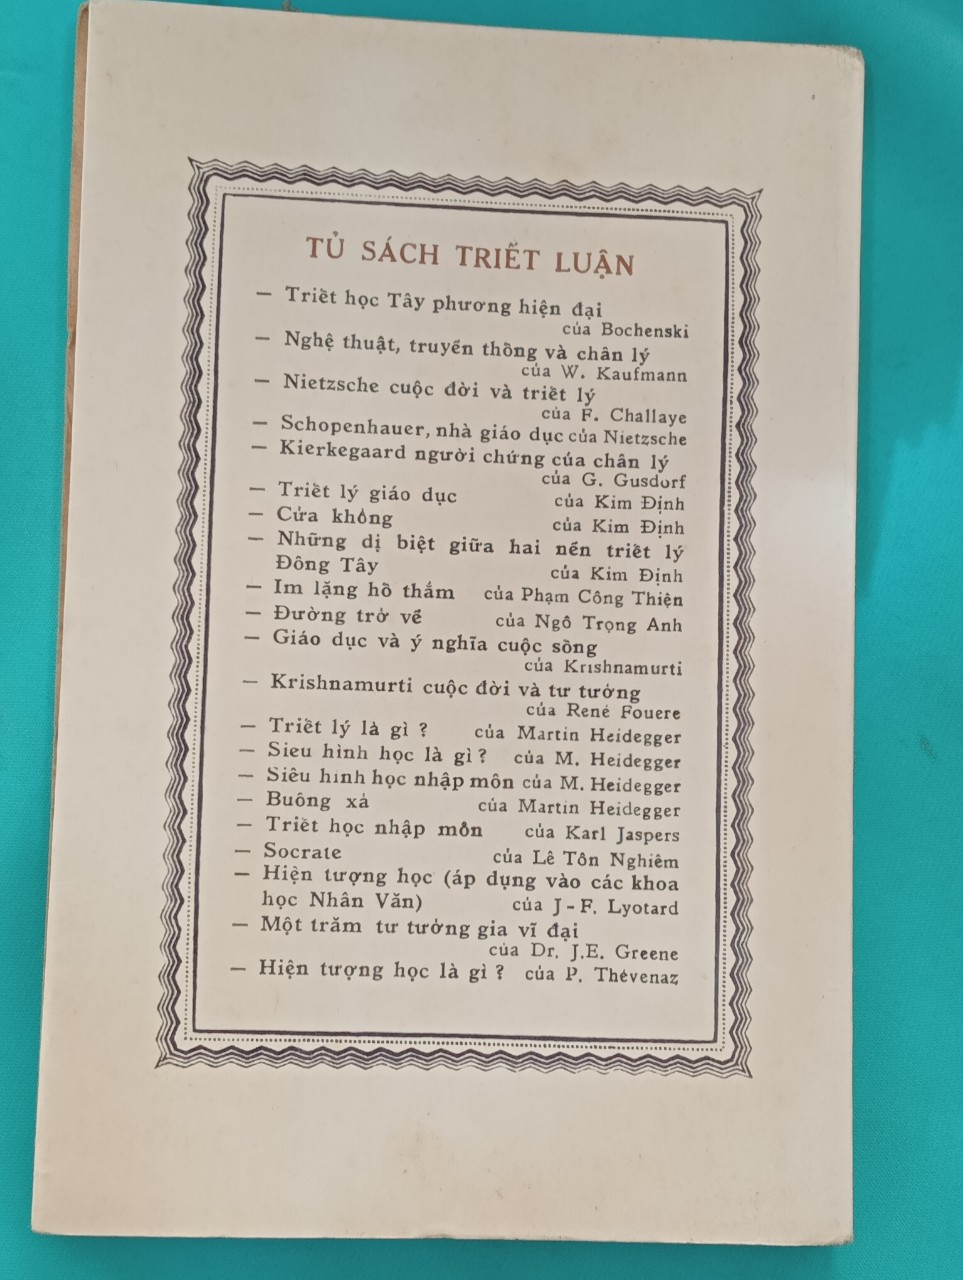 TỦ SÁCH TRIẾT LUẬN
— Triết học Tây phương hiện đại
của Bochenski
— Nghệ thuật, truyền thống và chân lý
của W. Kaufmann
— Nietzsche cuộc đời và triết lý
của F. Challaye
— Schopenhauer, nhà giáo dục của Nietzsche
— Kierkegaard người chứng của chân lý
của G. Gusdorf
— Triết lý giáo dục của Kim Định
— Cửa khổng của Kim Định
— Những dị biệt giữa hai nền triết lý
Đông Tây của Kim Định
— Im lặng hố thẳm của Phạm Công Thiện
— Đường trở về của Ngô Trọng Anh
— Giáo dục và ý nghĩa cuộc sống
của Krishnamurti
— Krishnamurti cuộc đời và tư tưởng
của René Fouere
— Triết lý là gì ? của Martin Heidegger
— Sieu hình học là gì ? của M. Heidegger
— Siêu hình học nhập môn của M. Heidegger
— Buông xả của Martin Heidegger
— Triết học nhập môn của Karl Jaspers
— Socrate của Lê Tôn Nghiêm
— Hiện tượng học (áp dụng vào các khoa
học Nhân Văn) của J - F. Lyotard
— Một trăm tư tưởng gia vĩ đại
của Dr. J.E. Greene
— Hiện tượng học là gì ? của P. Thévenaz